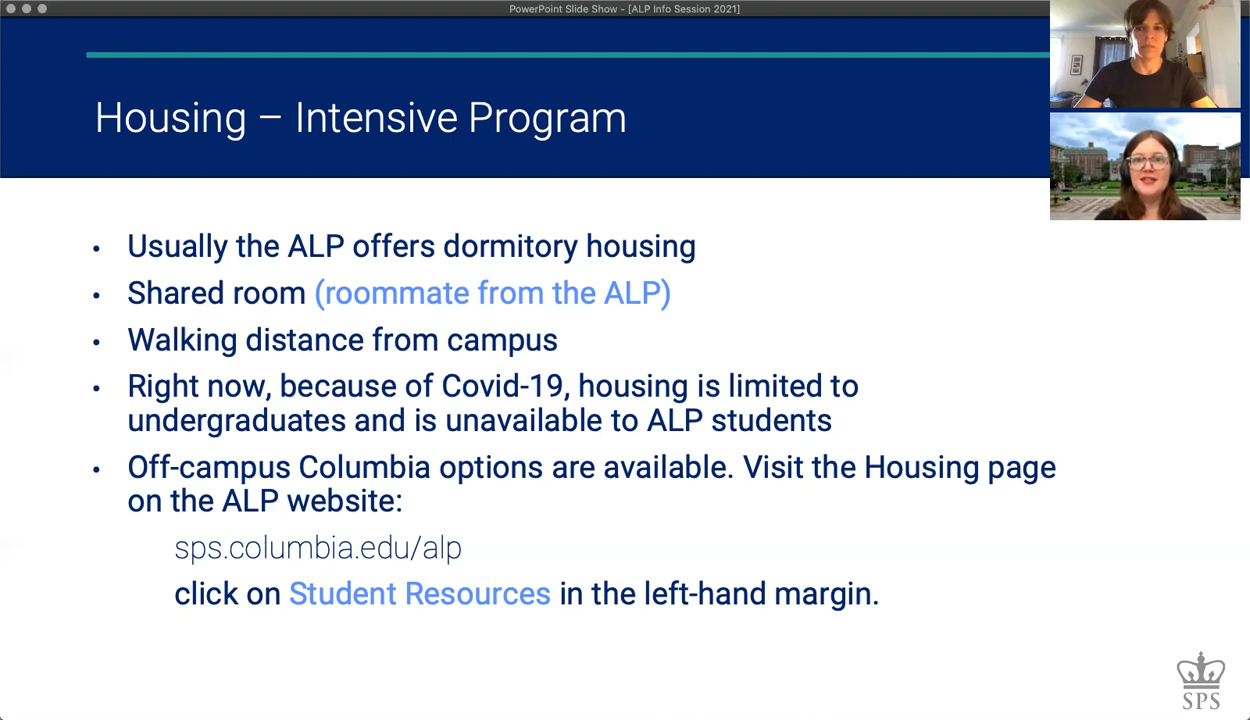 PowerPoint Slide Show - [ALP Info Session 2021]
Housing – Intensive Program
• Usually the ALP offers dormitory housing
• Shared room (roommate from the ALP)
• Walking distance from campus
• Right now, because of Covid-19, housing is limited to
undergraduates and is unavailable to ALP students
• Off-campus Columbia options are available. Visit the Housing page
on the ALP website:
sps.columbia.edu/alp
click on Student Resources in the left-hand margin.
SPS